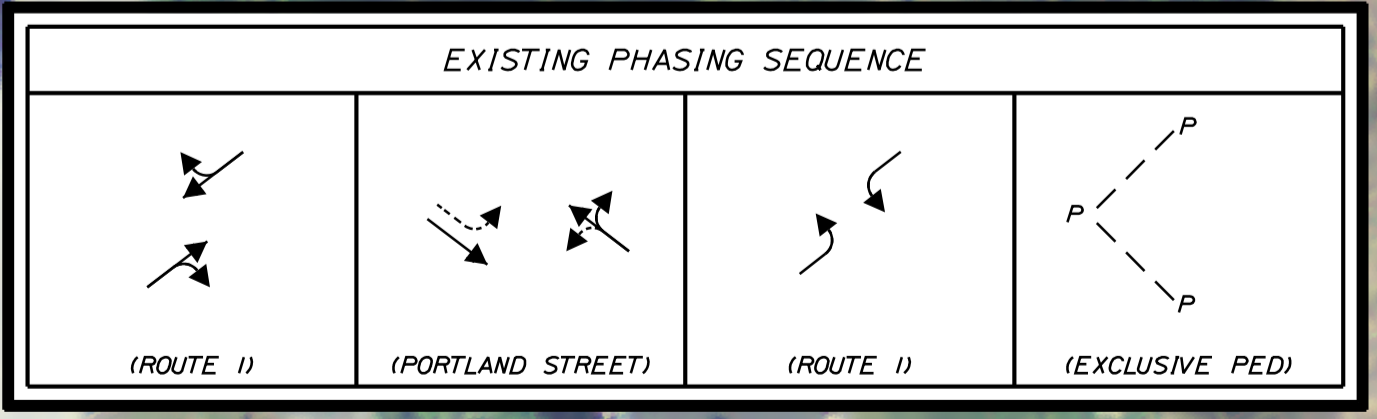 EXISTING PHASING SEQUENCE
P
P
P
(ROUTE 1)
(PORTLAND STREET)
(ROUTE 1)
(EXCLUSIVE PED)